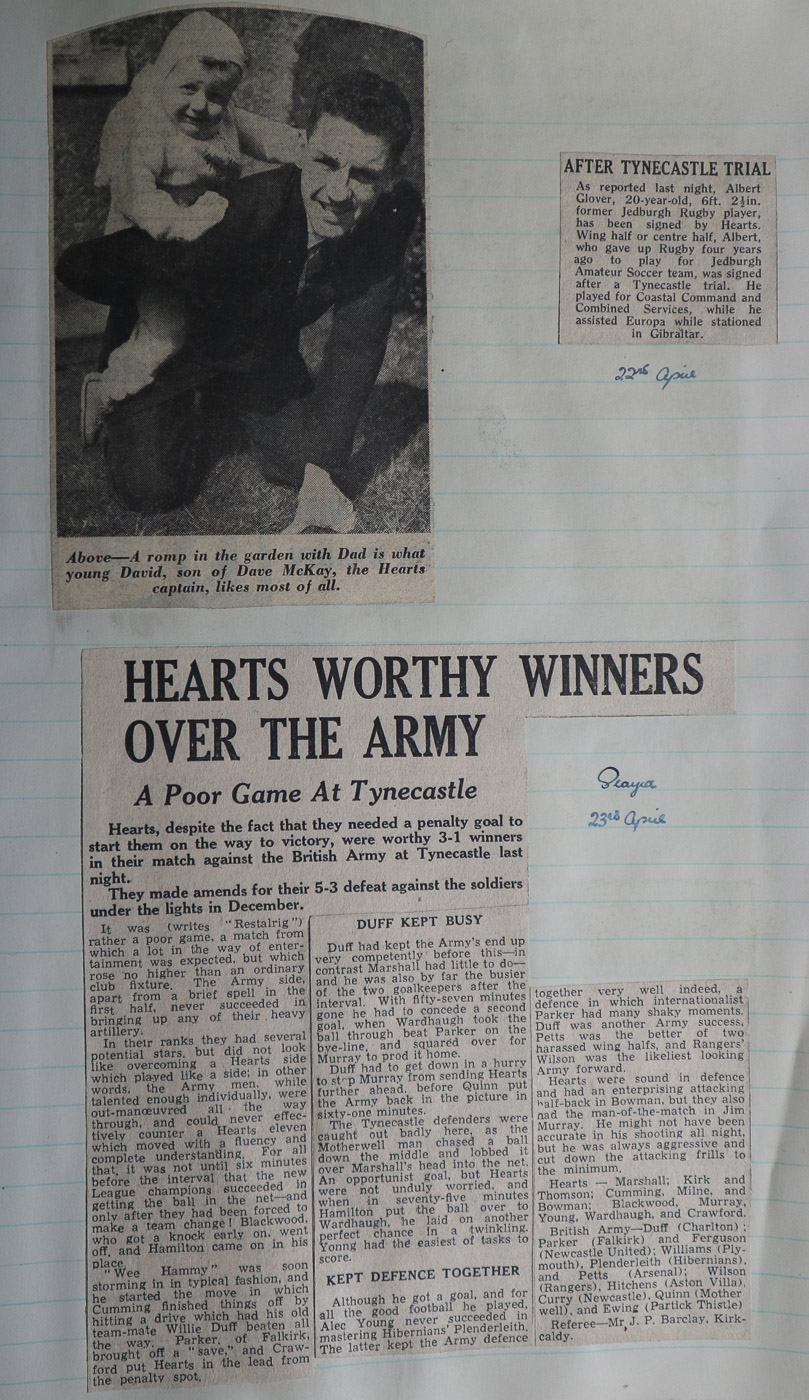 Above—A romp in the garden with Dad is what
young David, son of Dave McKay, the Hearts
captain, likes most of all.
AFTER TYNECASTLE TRIAL
As reported last night, Albert
Glover, 20-year-old, 6ft. 2½in.
former Jedburgh Rugby player,
has been signed by Hearts.
Wing half or centre half, Albert,
who gave up Rugby four years
ago to play for Jedburgh
Amateur Soccer team, was signed
after a Tynecastle trial. He
played for Coastal Command and
Combined Services, while he
assisted Europa while stationed
in Gibraltar.
22nd April
HEARTS WORTHY WINNERS
OVER THE ARMY
A Poor Game At Tynecastle
Played
23rd April
Hearts, despite the fact that they needed a penalty goal to
start them on the way to victory, were worthy 3-1 winners
in their match against the British Army at Tynecastle last
night.
They made amends for their 5-3 defeat against the soldiers
under the lights in December.
It was (writes "Restalrig")
rather a poor game, a match from
which a lot in the way of enter-
tainment was expected, but which
rose no higher than an ordinary
club fixture. The Army side,
apart from a brief spell in the
first half, never succeeded in
bringing up any of their heavy
artillery.
In their ranks they had several
potential stars, but did not look
like overcoming a Hearts side
which played like a side; in other
words, the Army men, while
talented enough individually, were
out-manœuvred all the way
through, and could never effec-
tively counter a Hearts eleven
which moved with a fluency and
complete understanding. For all
that, it was not until six minutes
before the interval that the new
League champions succeeded in
getting the ball in the net—and
only after they had been forced to
make a team change! Blackwood,
who got a knock early on, went
off, and Hamilton came on in his
place.
"Wee Hammy" was soon
storming in in typical fashion, and
he started the move in which
Cumming finished things off by
hitting a drive which had his old
team-mate Willie Duff beaten all
the way. Parker, of Falkirk,
brought off a "save," and Craw-
ford put Hearts in the lead from
the penalty spot.
DUFF KEPT BUSY
Duff had kept the Army's end up
very competently before this—in
contrast Marshall had little to do—
and he was also by far the busier
of the two goalkeepers after the
interval. With fifty-seven minutes
gone he had to concede a second
goal, when Wardhaugh took the
ball through beat Parker on the
bye-line, and squared over for
Murray to prod it home.
Duff had to get down in a hurry
to stop Murray from sending Hearts
further ahead, before Quinn put
the Army back in the picture in
sixty-one minutes.
The Tynecastle defenders were
caught out badly here, as the
Motherwell man chased a ball
down the middle and lobbed it
over Marshall's head into the net.
An opportunist goal, but Hearts
were not unduly worried, and
when in seventy-five minutes
Hamilton put the ball over to
Wardhaugh, he laid on another
perfect chance in a twinkling.
Young had the easiest of tasks to
score.
KEPT DEFENCE TOGETHER
Although he got a goal, and for
all the good football he played,
Alec Young never succeeded in
mastering Hibernians' Plenderleith.
The latter kept the Army defence
together very well indeed, a
defence in which internationalist
Parker had many shaky moments.
Duff was another Army success,
Petts was the better of two
harassed wing halfs, and Rangers'
Wilson was the likeliest looking
Army forward.
Hearts were sound in defence
and had an enterprising attacking
half-back in Bowman, but they also
had the man-of-the-match in Jim
Murray. He might not have been
accurate in his shooting all night,
but he was always aggressive and
cut down the attacking frills to
the minimum.
Hearts — Marshall; Kirk and
Thomson; Cumming, Milne, and
Bowman; Blackwood, Murray,
Young, Wardhaugh, and Crawford.
British Army—Duff (Charlton);
Parker (Falkirk) and Ferguson
(Newcastle United); Williams (Ply-
mouth), Plenderleith (Hibernians),
and Petts (Arsenal); Wilson
(Rangers), Hitchens (Aston Villa),
Curry (Newcastle), Quinn (Mother
well), and Ewing (Partick Thistle)
Referee—Mr J. P. Barclay, Kirk-
caldy.